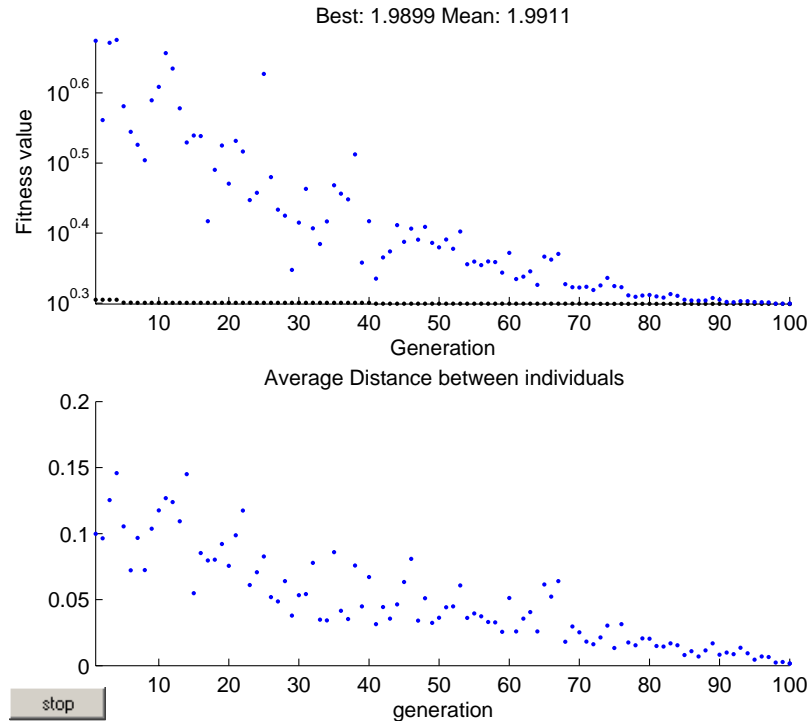 Best: 1.9899 Mean: 1.9911
Fitness value
10^0.6
10^0.5
10^0.4
10^0.3
10 20 30 40 50 60 70 80 90 100
Generation
Average Distance between individuals
0.2
0.15
0.1
0.05
0
10 20 30 40 50 60 70 80 90 100
generation
stop